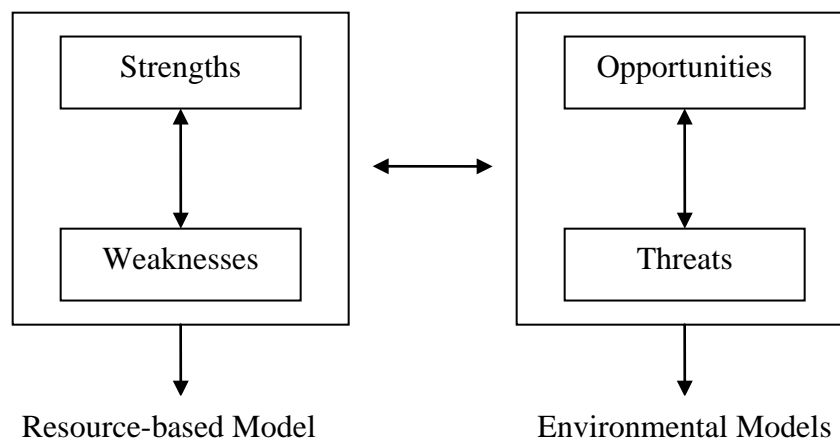 Strengths
Weaknesses
Resource-based Model
Opportunities
Threats
Environmental Models